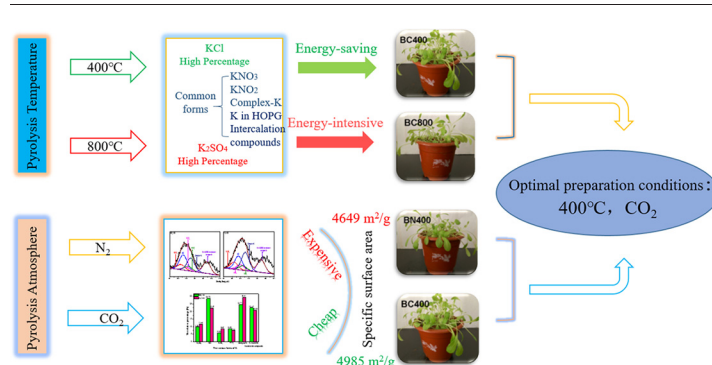 Pyrolysis Temperature
400℃
800℃
KCl
High Percentage
Common
forms
KNO3
KNO2
Complex-K
K in HOPG
Intercalation
compounds
K2SO4
High Percentage
Energy-saving
Energy-intensive
BC400
BC800
Optimal preparation conditions：
400℃，CO2
Pyrolysis Atmosphere
N2
CO2
4649 m²/g
Expensive
Cheap
Specific surface area
4985 m²/g
BN400
BC400